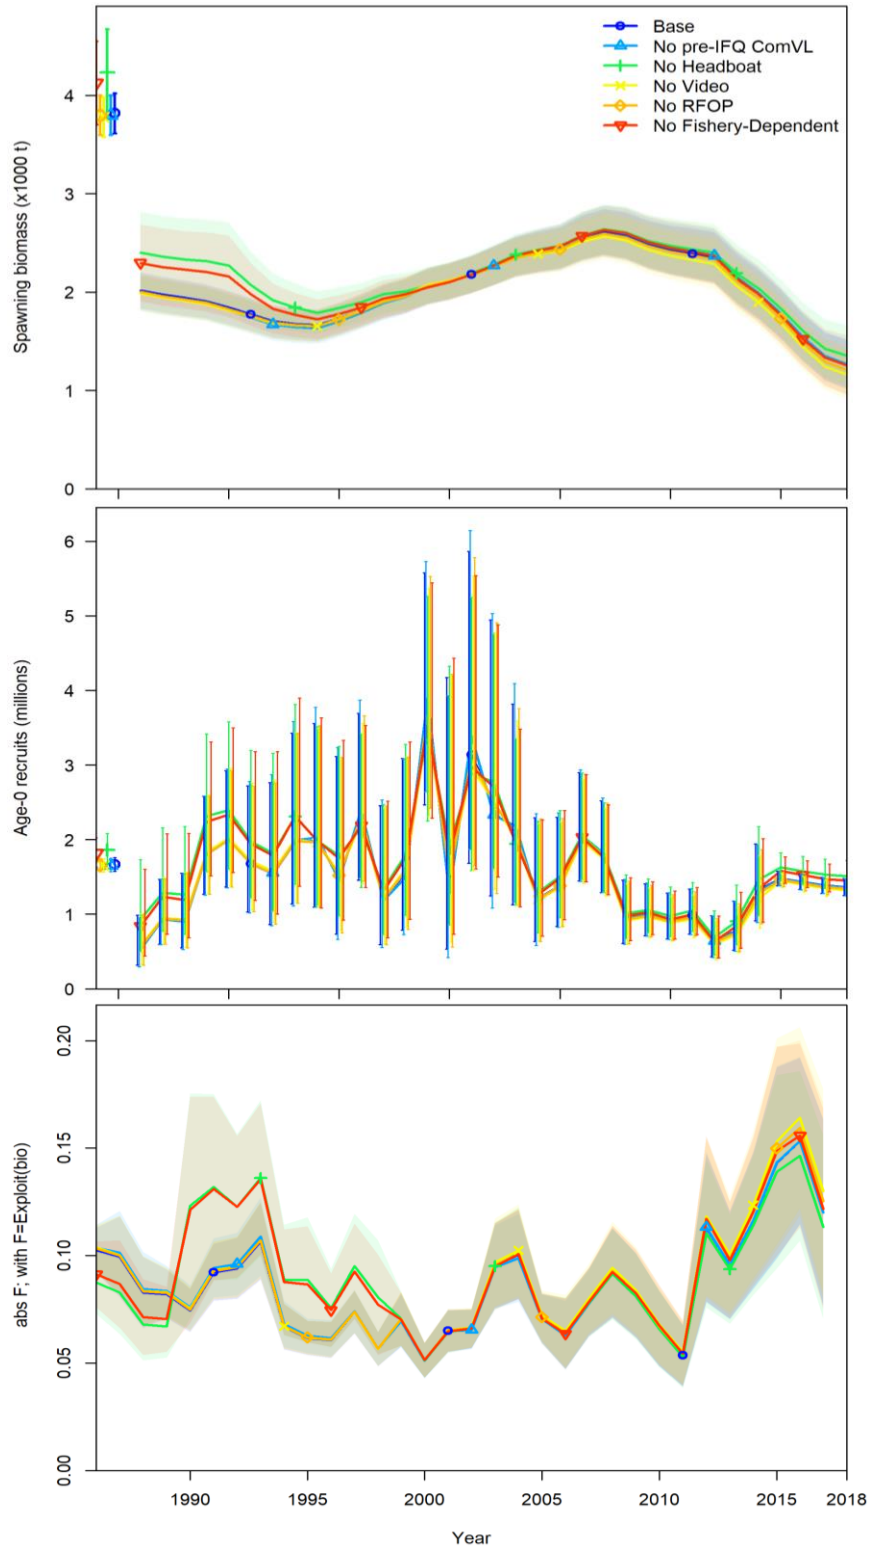 Base
No pre-IFQ ComVL
No Headboat
No Video
No RFOP
No Fishery-Dependent
Spawning biomass (x1000 t)
4
3
2
1
0
Age-0 recruits (millions)
6
5
4
3
2
1
0
abs F; with F=Exploit(bio)
0.20
0.15
0.10
0.05
0.00
1990 1995 2000 2005 2010 2015 2018
Year